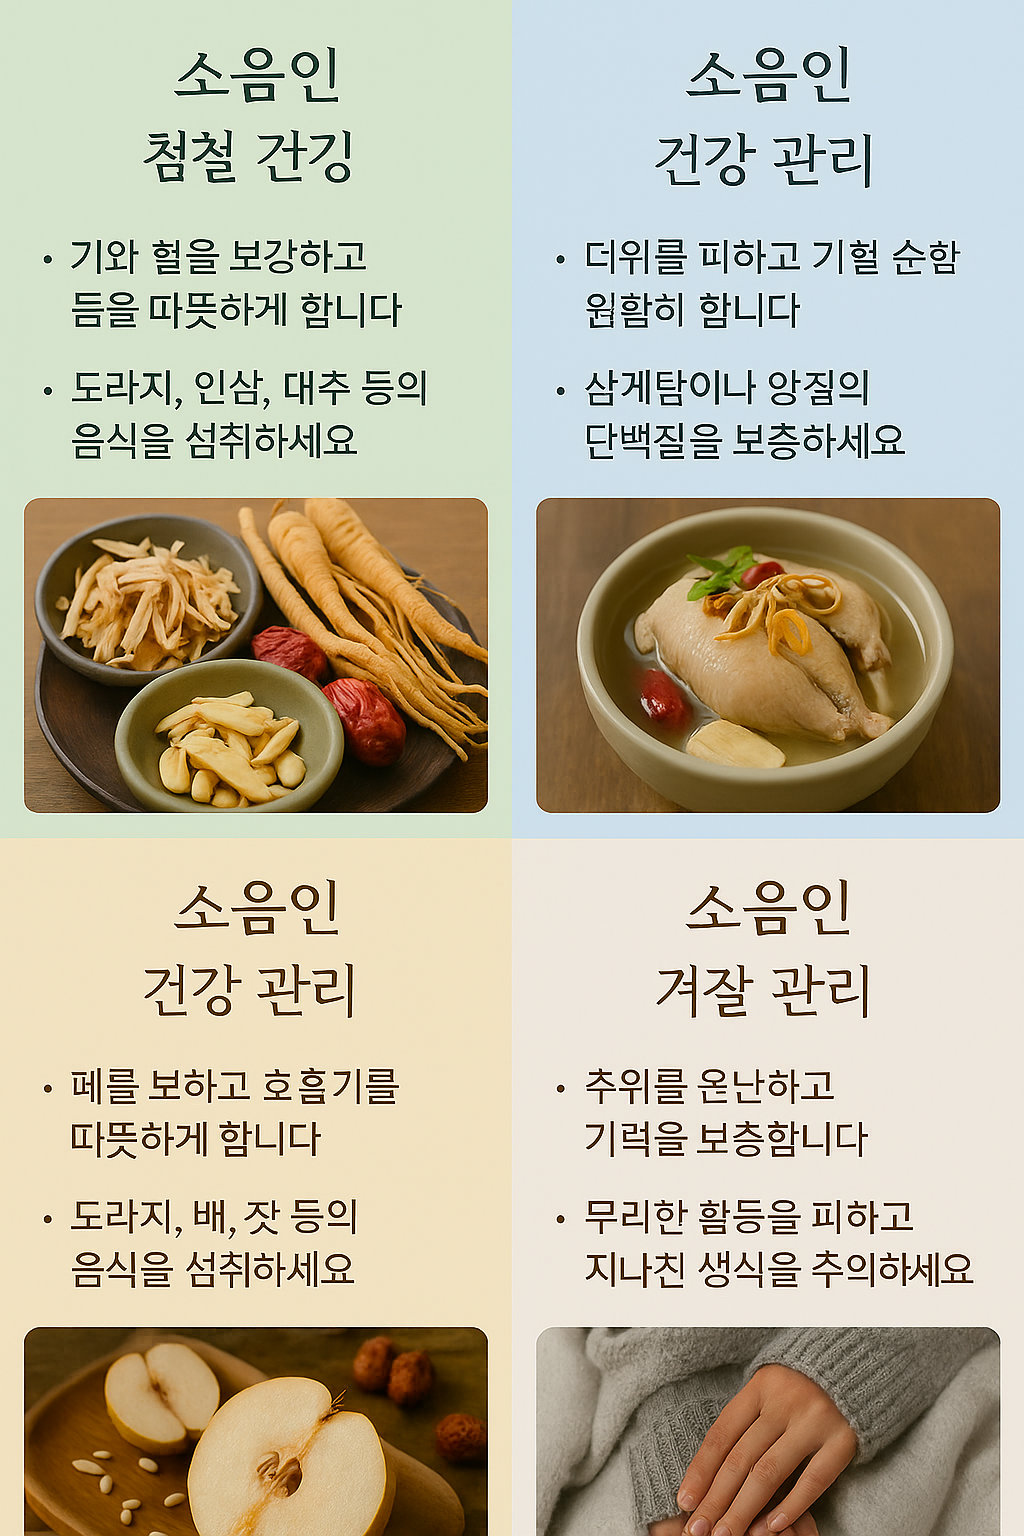 소음인
첨철 간깅
• 기와 혈을 보강하고
듬을 따뜻하게 함니다
• 도라지, 인삼, 대추 등의
음식을 섬취하세요
소음인
건강 관리
• 더위를 피하고 기혈 순함
원홤히 함니다
• 삼게탐이나 앙질의
단백질을 보층하세요
소음인
건강 관리
• 페를 보하고 호흡기를
따뜻하게 함니다
• 도라지, 배, 잣 등의
음식을 섬취하세요
소음인
겨잘 관리
• 추위를 온난하고
기럭을 보층함니다
• 무리한 홤등을 피하고
지나친 생식을 추의하세요